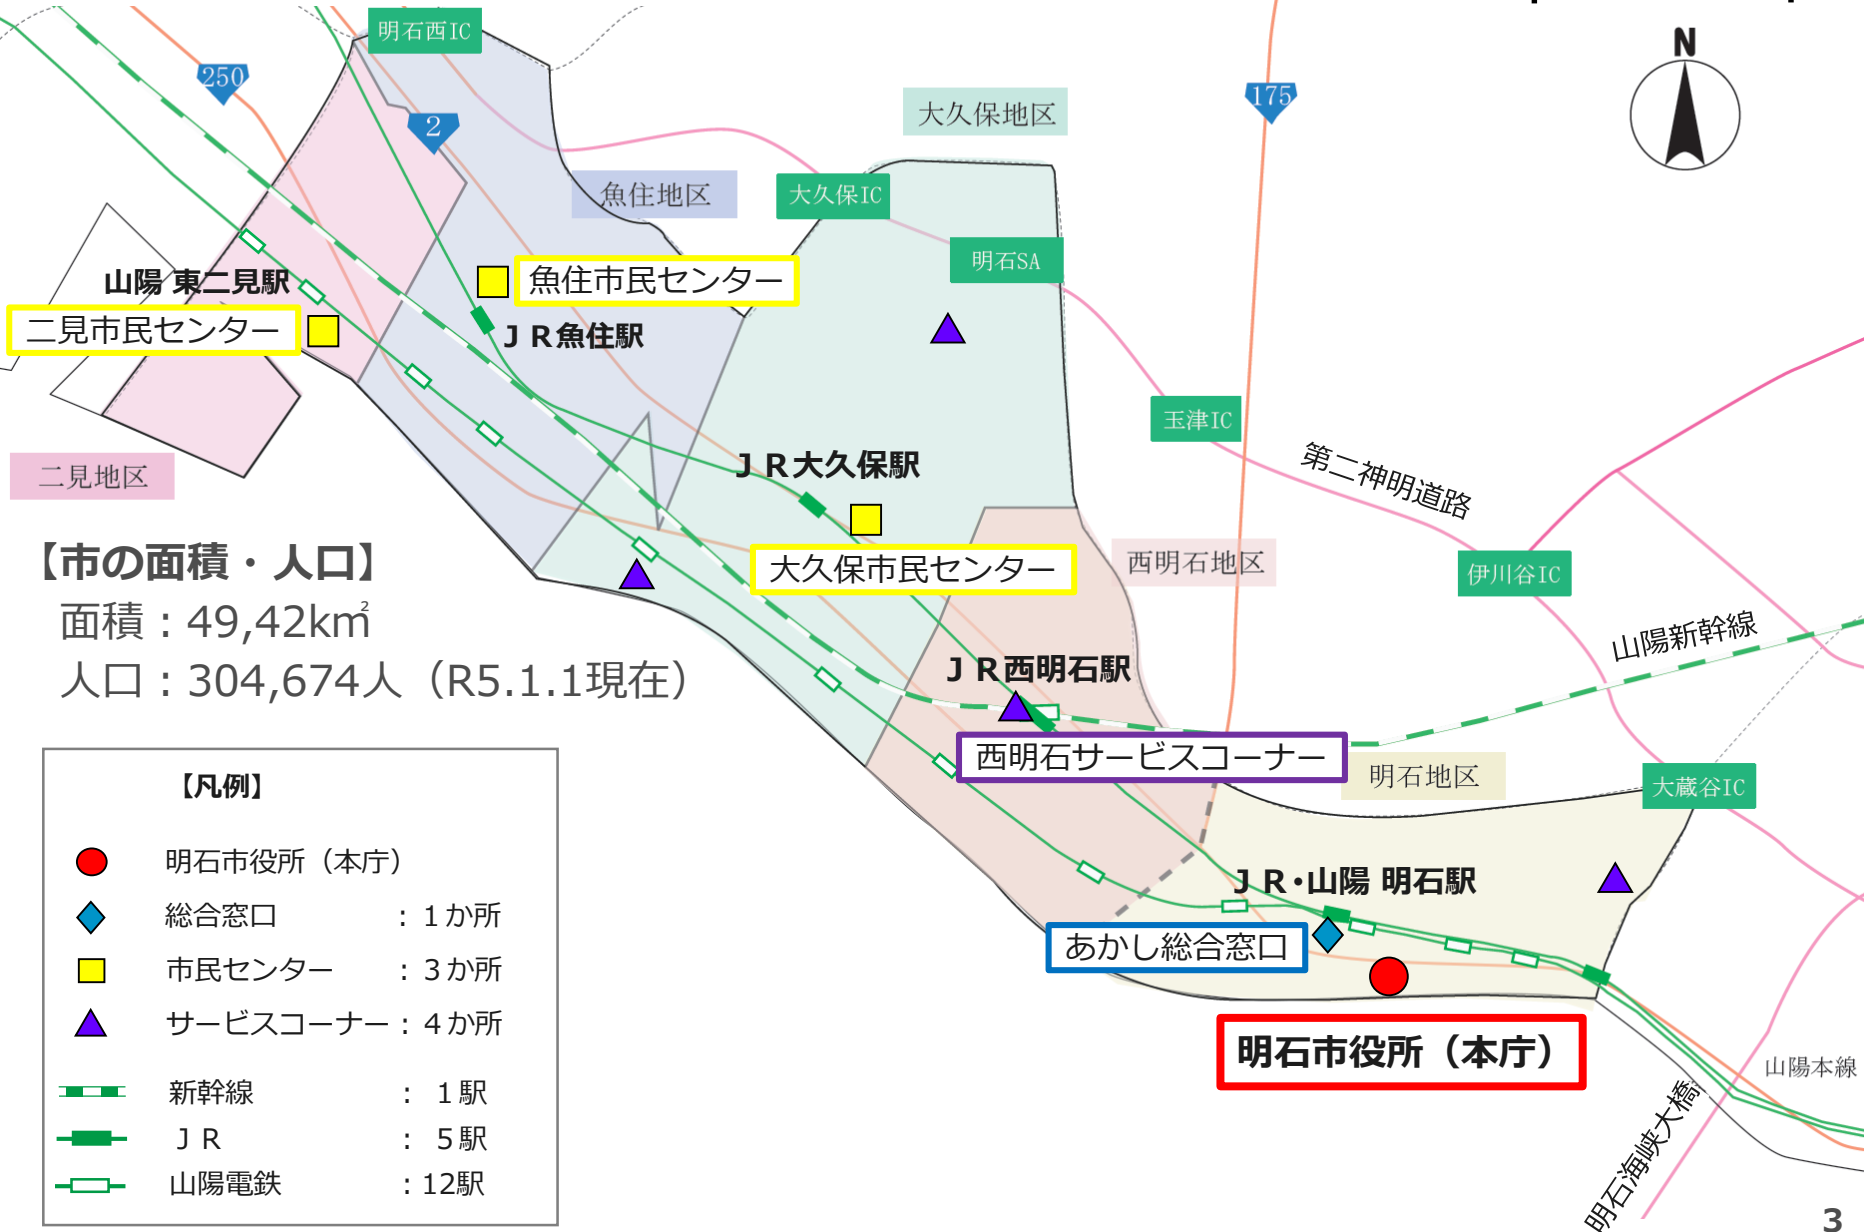 明石西IC
N
250
175
2
大久保地区
魚住地区
大久保IC
明石SA
魚住市民センター
山陽 東二見駅
二見市民センター
ＪＲ魚住駅
玉津IC
第二神明道路
二見地区
ＪＲ大久保駅
大久保市民センター
西明石地区
伊川谷IC
【市の面積・人口】
面積：49,42k㎡
人口：304,674人（R5.1.1現在）
山陽新幹線
ＪＲ西明石駅
西明石サービスコーナー
明石地区
大蔵谷IC
ＪＲ・山陽 明石駅
あかし総合窓口
明石市役所（本庁）
山陽本線
明石海峡大橋
【凡例】
明石市役所（本庁）
総合窓口 ：１か所
市民センター ：３か所
サービスコーナー：４か所
新幹線 ： １駅
ＪＲ ： ５駅
山陽電鉄 ：12駅
3